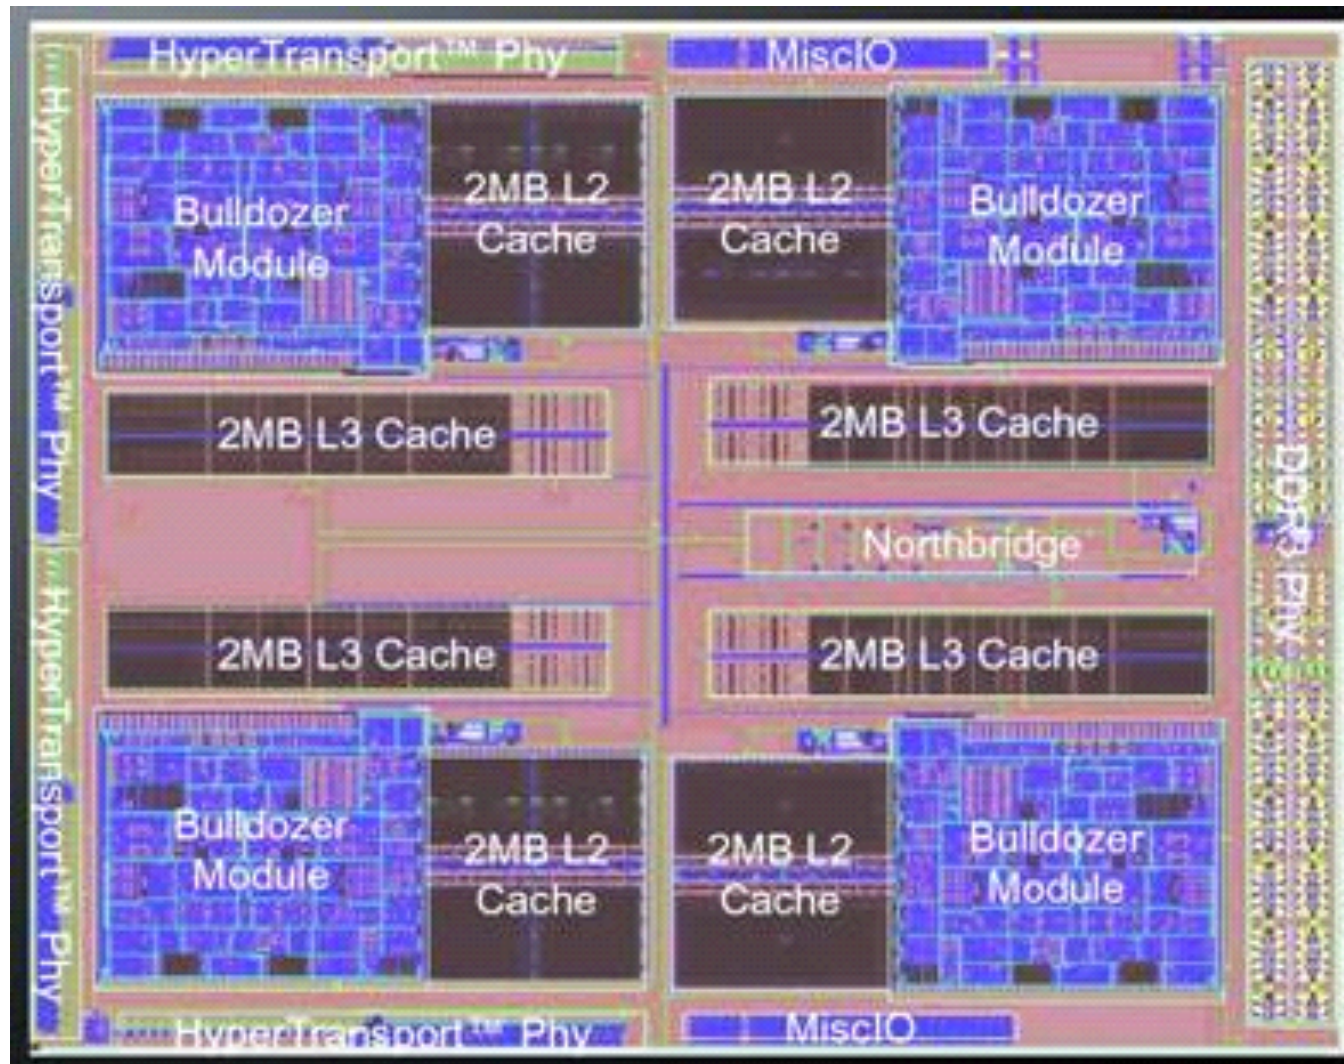 HyperTransport™ Phy
MiscIO
HyperTransport™ Phy
Bulldozer
Module
2MB L2
Cache
2MB L2
Cache
Bulldozer
Module
2MB L3 Cache
2MB L3 Cache
DDR3 Phy
Northbridge
HyperTransport™ Phy
2MB L3 Cache
2MB L3 Cache
Bulldozer
Module
2MB L2
Cache
2MB L2
Cache
Bulldozer
Module
HyperTransport™ Phy
MiscIO